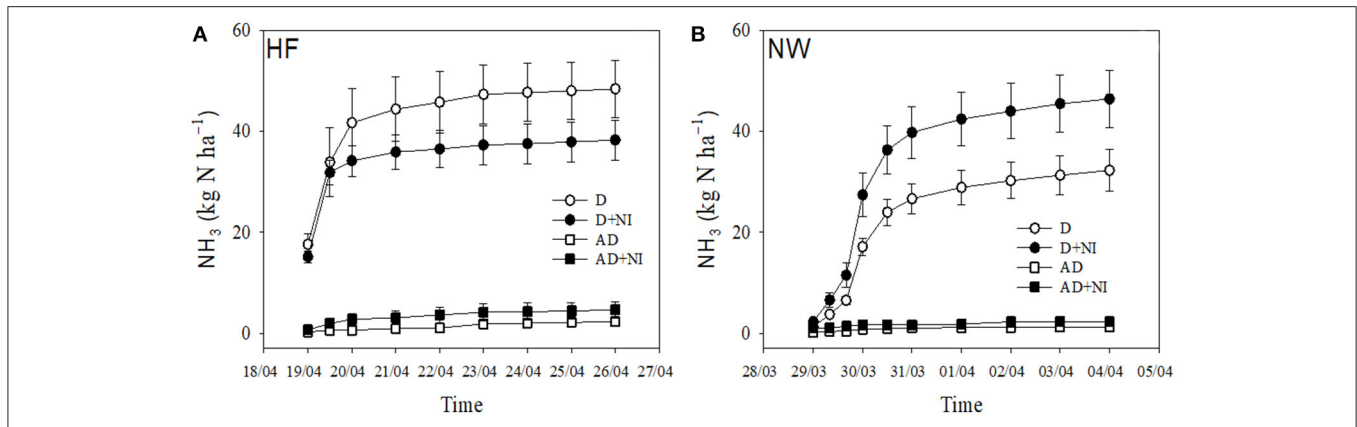 A
HF
60
40
20
0
NH₃ (kg N ha⁻¹)
D
D+NI
AD
AD+NI
18/04 19/04 20/04 21/04 22/04 23/04 24/04 25/04 26/04 27/04
Time
B
NW
60
40
20
0
NH₃ (kg N ha⁻¹)
D
D+NI
AD
AD+NI
28/03 29/03 30/03 31/03 01/04 02/04 03/04 04/04 05/04
Time